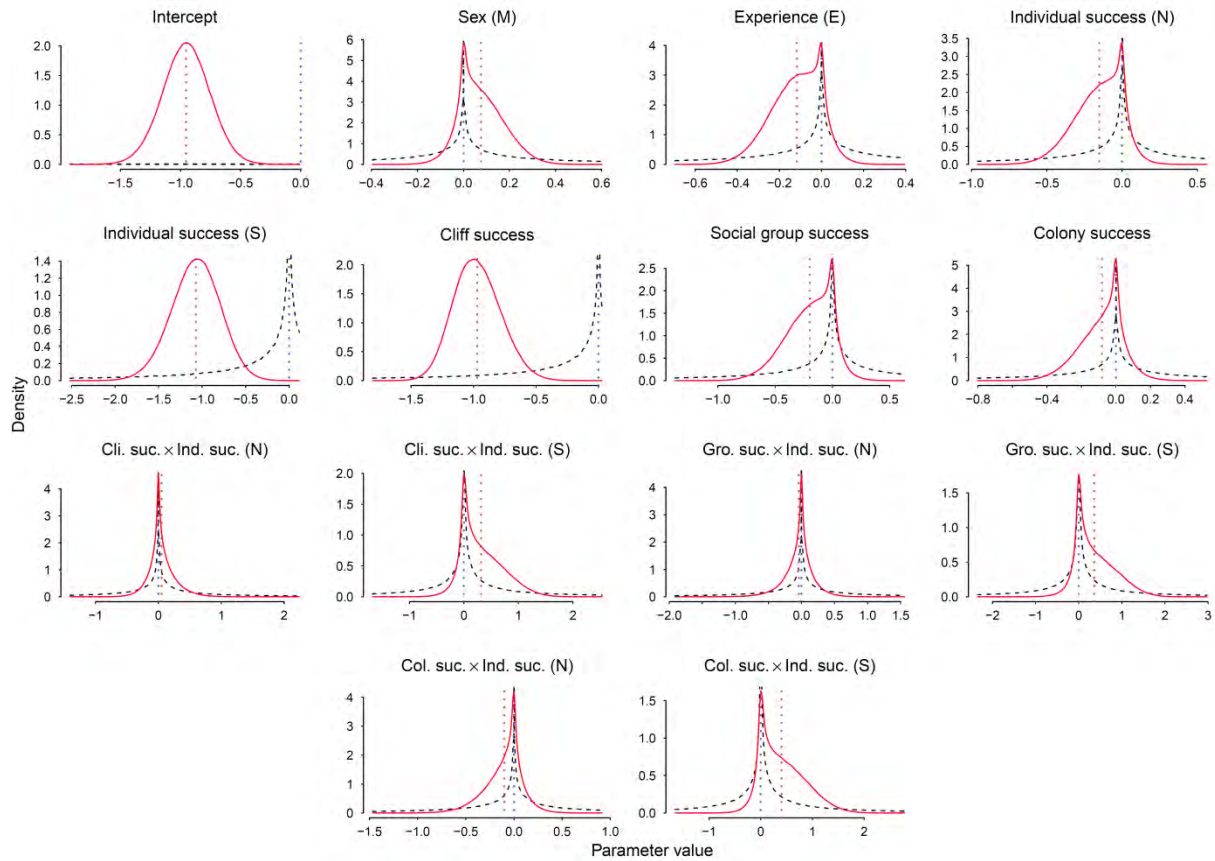 Intercept
Sex (M)
Experience (E)
Individual success (N)
2.0
1.5
1.0
0.5
0.0
−1.5 −1.0 −0.5 0.0
6
5
4
3
2
1
0
−0.4 −0.2 0.0 0.2 0.4 0.6
4
3
2
1
0
−0.6 −0.4 −0.2 0.0 0.2 0.4
3.5
3.0
2.5
2.0
1.5
1.0
0.5
0.0
−1.0 −0.5 0.0 0.5
Individual success (S)
Cliff success
Social group success
Colony success
1.4
1.2
1.0
0.8
0.6
0.4
0.2
0.0
−2.5 −2.0 −1.5 −1.0 −0.5 0.0
2.0
1.5
1.0
0.5
0.0
−1.5 −1.0 −0.5 0.0
2.5
2.0
1.5
1.0
0.5
0.0
−1.0 −0.5 0.0 0.5
5
4
3
2
1
0
−0.8 −0.4 0.0 0.2 0.4
Density
Cli. suc. × Ind. suc. (N)
Cli. suc. × Ind. suc. (S)
Gro. suc. × Ind. suc. (N)
Gro. suc. × Ind. suc. (S)
4
3
2
1
0
−1 0 1 2
2.0
1.5
1.0
0.5
0.0
−1 0 1 2
4
3
2
1
0
−2.0 −1.0 0.0 0.5 1.0 1.5
1.5
1.0
0.5
0.0
−2 −1 0 1 2 3
Col. suc. × Ind. suc. (N)
Col. suc. × Ind. suc. (S)
4
3
2
1
0
−1.5 −1.0 −0.5 0.0 0.5 1.0
1.5
1.0
0.5
0.0
−1 0 1 2
Parameter value